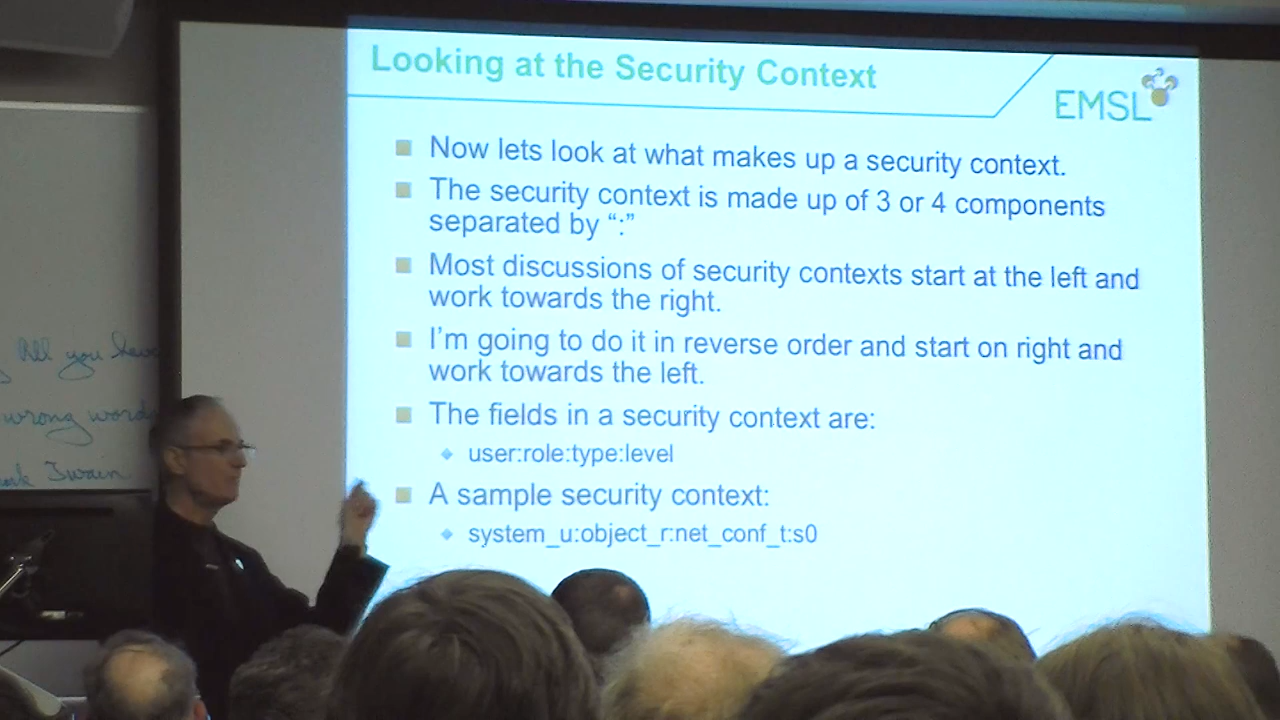 Looking at the Security Context
EMSL
Now lets look at what makes up a security context.
The security context is made up of 3 or 4 components
separated by “:”
Most discussions of security contexts start at the left and
work towards the right.
I’m going to do it in reverse order and start on right and
work towards the left.
The fields in a security context are:
user:role:type:level
A sample security context:
system_u:object_r:net_conf_t:s0
All you have
wrong words
Twain